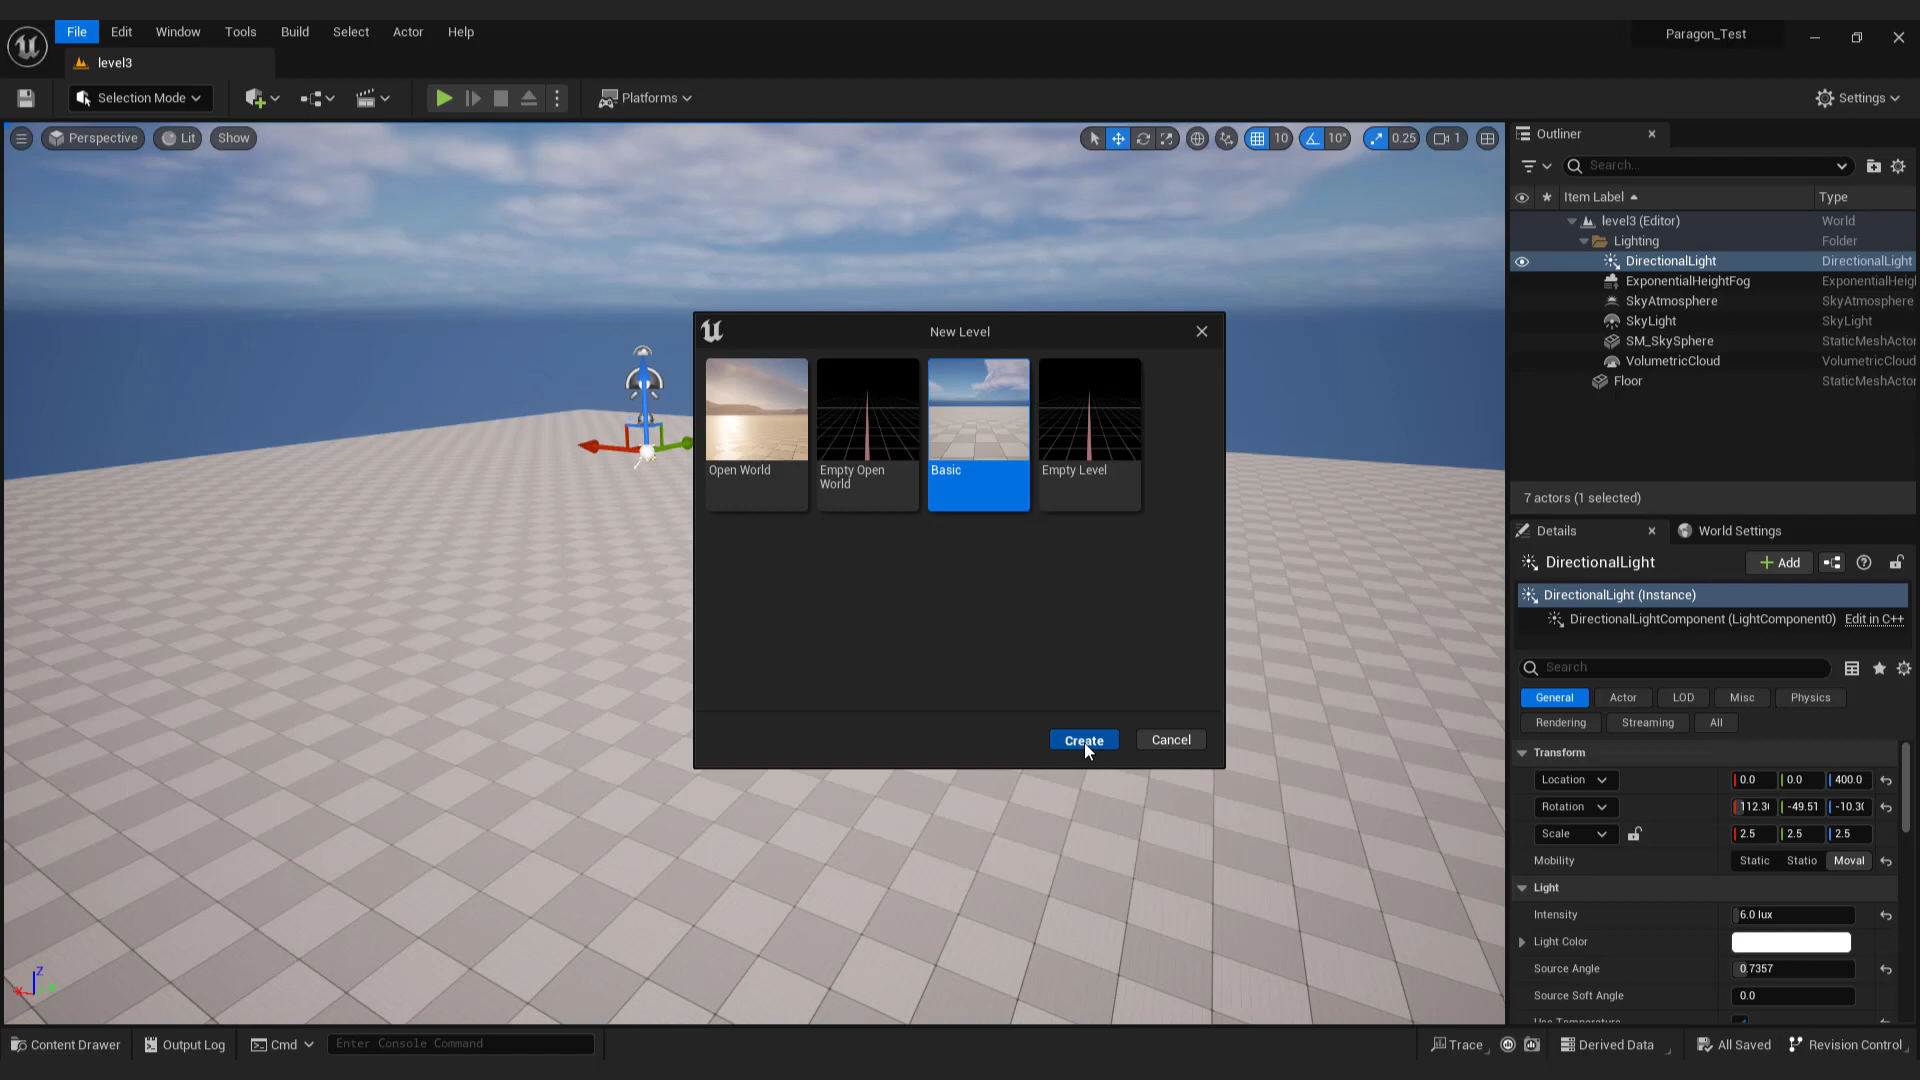 File Edit Window Tools Build Select Actor Help
Paragon_Test
level3
Selection Mode
Platforms
Settings
Perspective Lit Show
10 10° 0.25 1
Outliner
Search...
Item Label Type
level3 (Editor) World
Lighting Folder
DirectionalLight DirectionalLight
ExponentialHeightFog ExponentialHeig
SkyAtmosphere SkyAtmosphere
SkyLight SkyLight
SM_SkySphere StaticMeshActor
VolumetricCloud VolumetricCloud
Floor StaticMeshActor
7 actors (1 selected)
New Level
Open World
Empty Open
World
Basic
Empty Level
Create Cancel
Details World Settings
DirectionalLight Add
DirectionalLight (Instance)
DirectionalLightComponent (LightComponent0) Edit in C++
Search
General Actor LOD Misc Physics
Rendering Streaming All
Transform
Location 0.0 0.0 400.0
Rotation 112.3 -49.51 -10.3
Scale 2.5 2.5 2.5
Mobility Static Statio Moval
Light
Intensity 6.0 lux
Light Color
Source Angle 0.7357
Source Soft Angle 0.0
Z
Content Drawer Output Log Cmd Enter Console Command
Trace Derived Data All Saved Revision Control